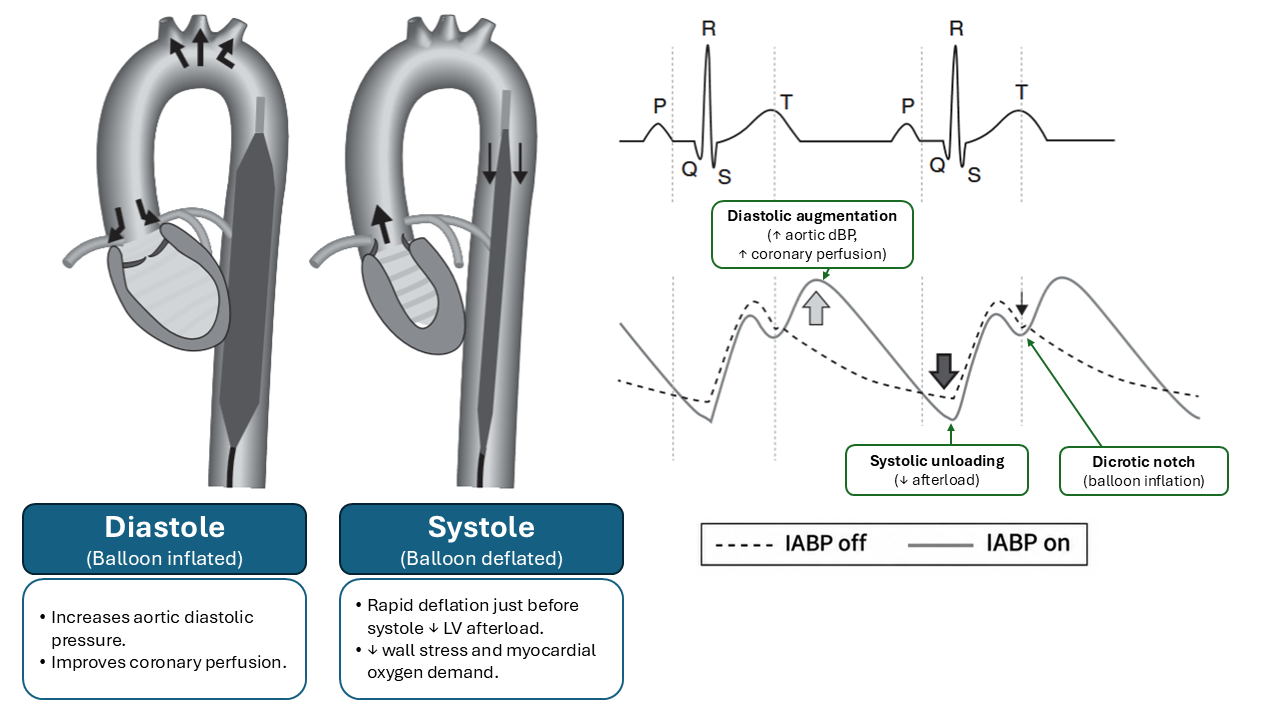 R
R
P
T
P
T
Q
S
Q
S
Diastolic augmentation
(↑ aortic dBP,
↑ coronary perfusion)
Systolic unloading
(↓ afterload)
Dicrotic notch
(balloon inflation)
IABP off
IABP on
Diastole
(Balloon inflated)
• Increases aortic diastolic
pressure.
• Improves coronary perfusion.
Systole
(Balloon deflated)
• Rapid deflation just before
systole ↓ LV afterload.
• ↓ wall stress and myocardial
oxygen demand.